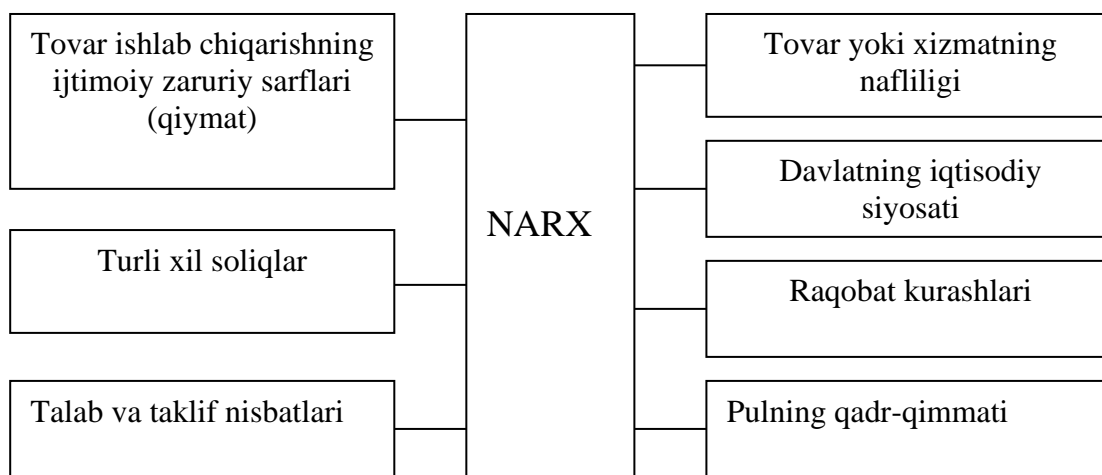 Tovar ishlab chiqarishning
ijtimoiy zaruriy sarflari
(qiymat)
Turli xil soliqlar
Talab va taklif nisbatlari
NARX
Tovar yoki xizmatning
nafliligi
Davlatning iqtisodiy
siyosati
Raqobat kurashlari
Pulning qadr-qimmati